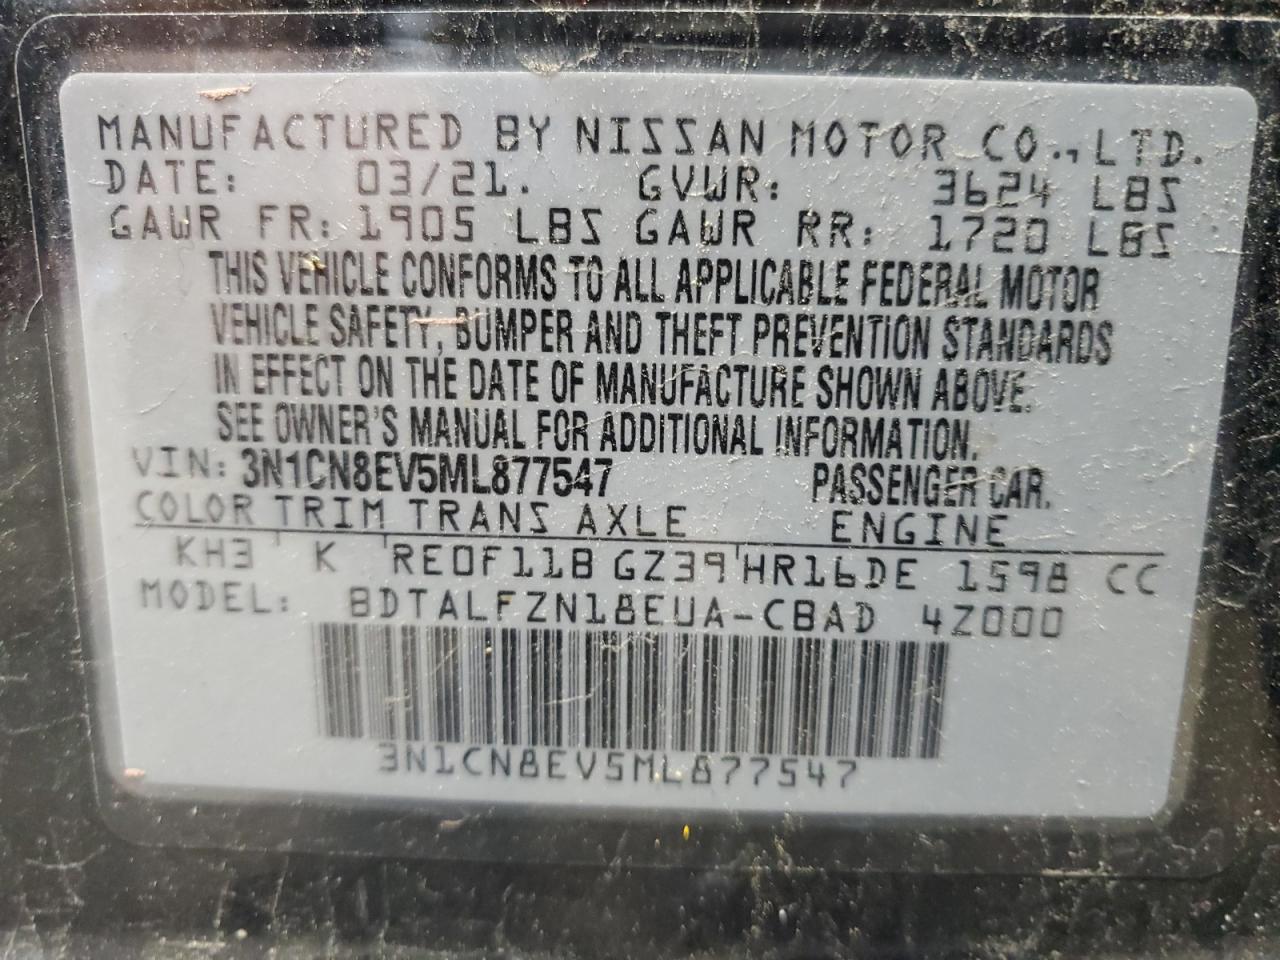 MANUFACTURED BY NISSAN MOTOR CO., LTD.
DATE: 03/21. GVWR: 3624 LBS
GAWR FR: 1905 LBS GAWR RR: 1720 LBS
THIS VEHICLE CONFORMS TO ALL APPLICABLE FEDERAL MOTOR
VEHICLE SAFETY, BUMPER AND THEFT PREVENTION STANDARDS
IN EFFECT ON THE DATE OF MANUFACTURE SHOWN ABOVE.
SEE OWNER'S MANUAL FOR ADDITIONAL INFORMATION.
VIN: 3N1CN8EV5ML877547 PASSENGER CAR.
COLOR TRIM TRANS AXLE ENGINE
KH3 K RE0F11B GZ39 HR16DE 1598 CC
MODEL: BDTALFZN18EUA-CBAD 4Z000
3N1CN8EV5ML877547